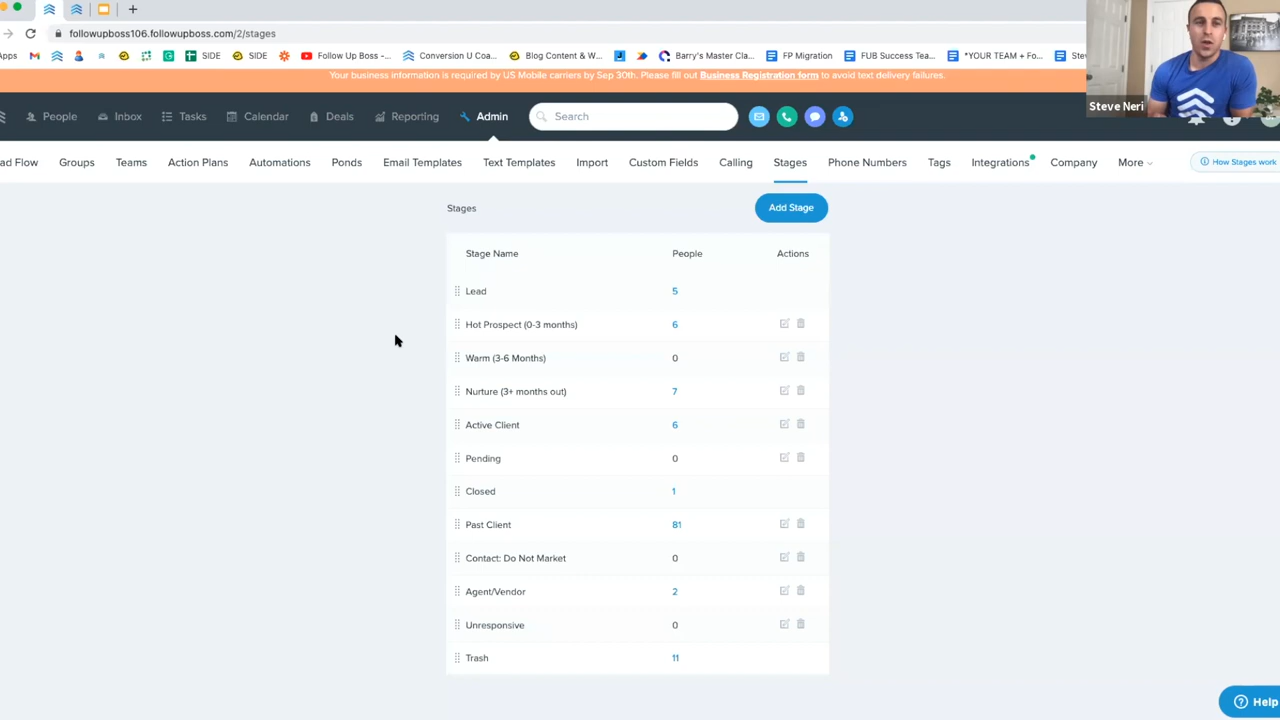 followupboss106.followupboss.com/2/stages
Apps
SIDE
SIDE
Follow Up Boss -...
Conversion U Coa...
Blog Content & W...
Barry's Master Cla...
FP Migration
FUB Success Tea...
*YOUR TEAM + Fo...
Your business information is required by US Mobile carriers by Sep 30th. Please fill out Business Registration form to avoid text delivery failures.
Steve Neri
People
Inbox
Tasks
Calendar
Deals
Reporting
Admin
Search
Flow
Groups
Teams
Action Plans
Automations
Ponds
Email Templates
Text Templates
Import
Custom Fields
Calling
Stages
Phone Numbers
Tags
Integrations
Company
More
How Stages work
Stages
Add Stage
Stage Name People Actions
Lead 5
Hot Prospect (0-3 months) 6
Warm (3-6 Months) 0
Nurture (3+ months out) 7
Active Client 6
Pending 0
Closed 1
Past Client 81
Contact: Do Not Market 0
Agent/Vendor 2
Unresponsive 0
Trash 11
Help